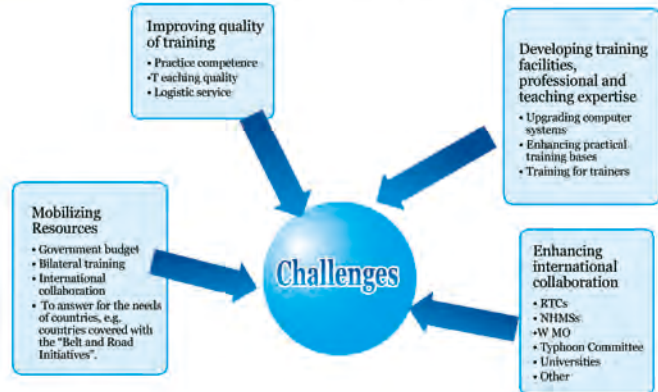 Improving quality
of training
• Practice competence
•T eaching quality
• Logistic service
Developing training
facilities,
professional and
teaching expertise
• Upgrading computer
systems
• Enhancing practical
training bases
• Training for trainers
Mobilizing
Resources
• Government budget
• Bilateral training
• International
collaboration
• To answer for the needs
of countries, e.g.
countries covered with
the "Belt and Road
Initiatives".
Challenges
Enhancing
international
collaboration
• RTCs
• NHMSs
•W MO
• Typhoon Committee
• Universities
• Other